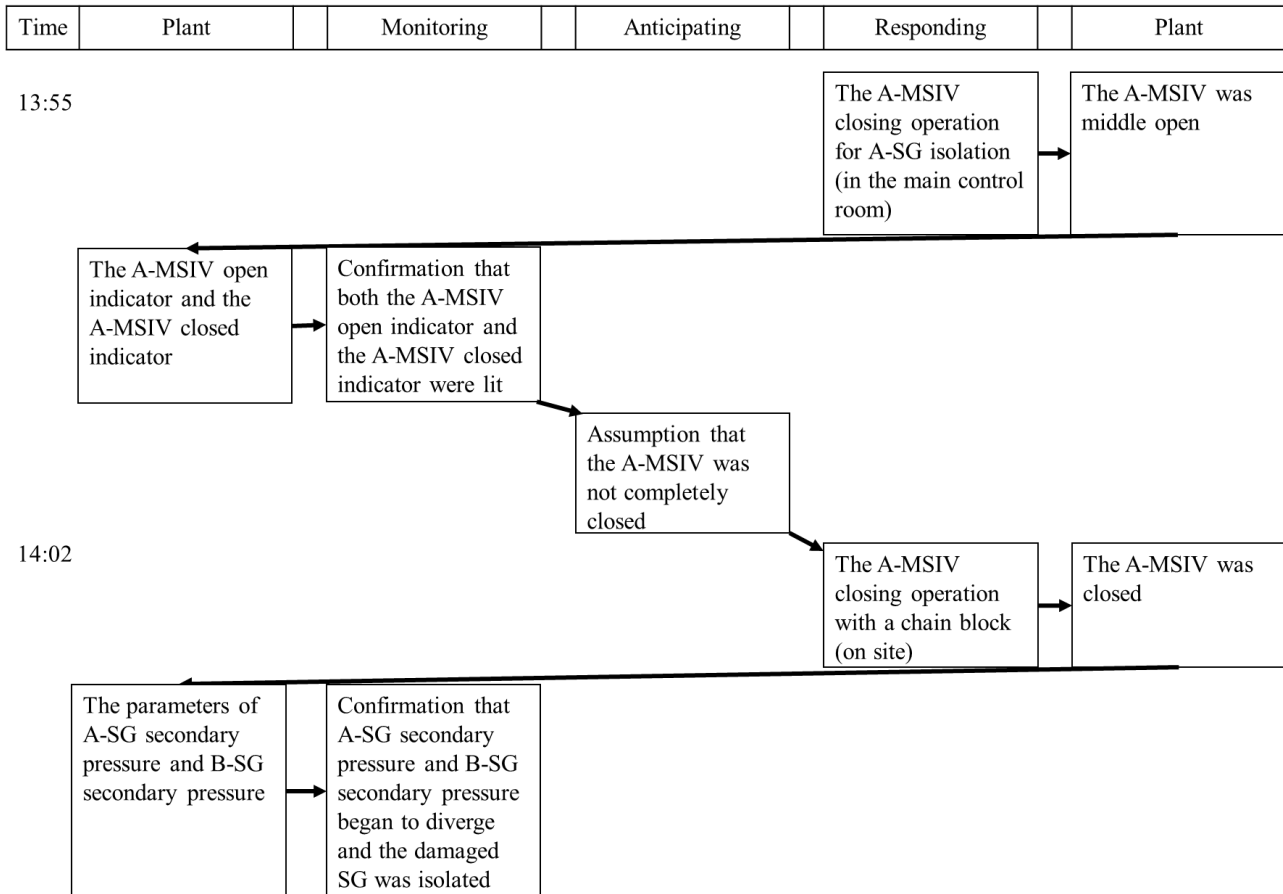 Time Plant Monitoring Anticipating Responding Plant
13:55
The A-MSIV
closing operation
for A-SG isolation
(in the main control
room)
The A-MSIV was
middle open
The A-MSIV open
indicator and the
A-MSIV closed
indicator
Confirmation that
both the A-MSIV
open indicator and
the A-MSIV closed
indicator were lit
Assumption that
the A-MSIV was
not completely
closed
14:02
The A-MSIV
closing operation
with a chain block
(on site)
The A-MSIV was
closed
The parameters of
A-SG secondary
pressure and B-SG
secondary pressure
Confirmation that
A-SG secondary
pressure and B-SG
secondary pressure
began to diverge
and the damaged
SG was isolated